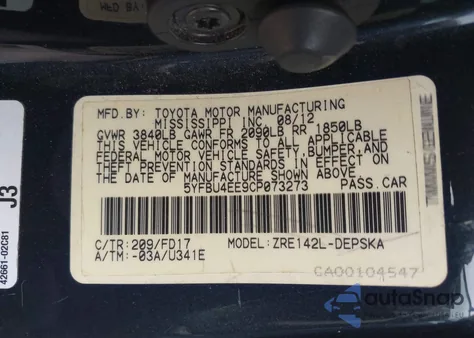 MFD.BY: TOYOTA MOTOR MANUFACTURING
MISSISSIPPI, INC. 08/12
GVWR 3840LB GAWR FR 2090LB RR 1850LB
THIS VEHICLE CONFORMS TO ALL APPLICABLE
FEDERAL MOTOR VEHICLE SAFETY, BUMPER, AND
THEFT PREVENTION STANDARDS IN EFFECT ON
THE DATE OF MANUFACTURE SHOWN ABOVE.
5YFBU4EE9CP073273 PASS.CAR
C/TR:209/FD17 MODEL:ZRE142L-DEPSKA
A/TM:-03A/U341E
CA00104547
J3
42661-02C81
autoSnap